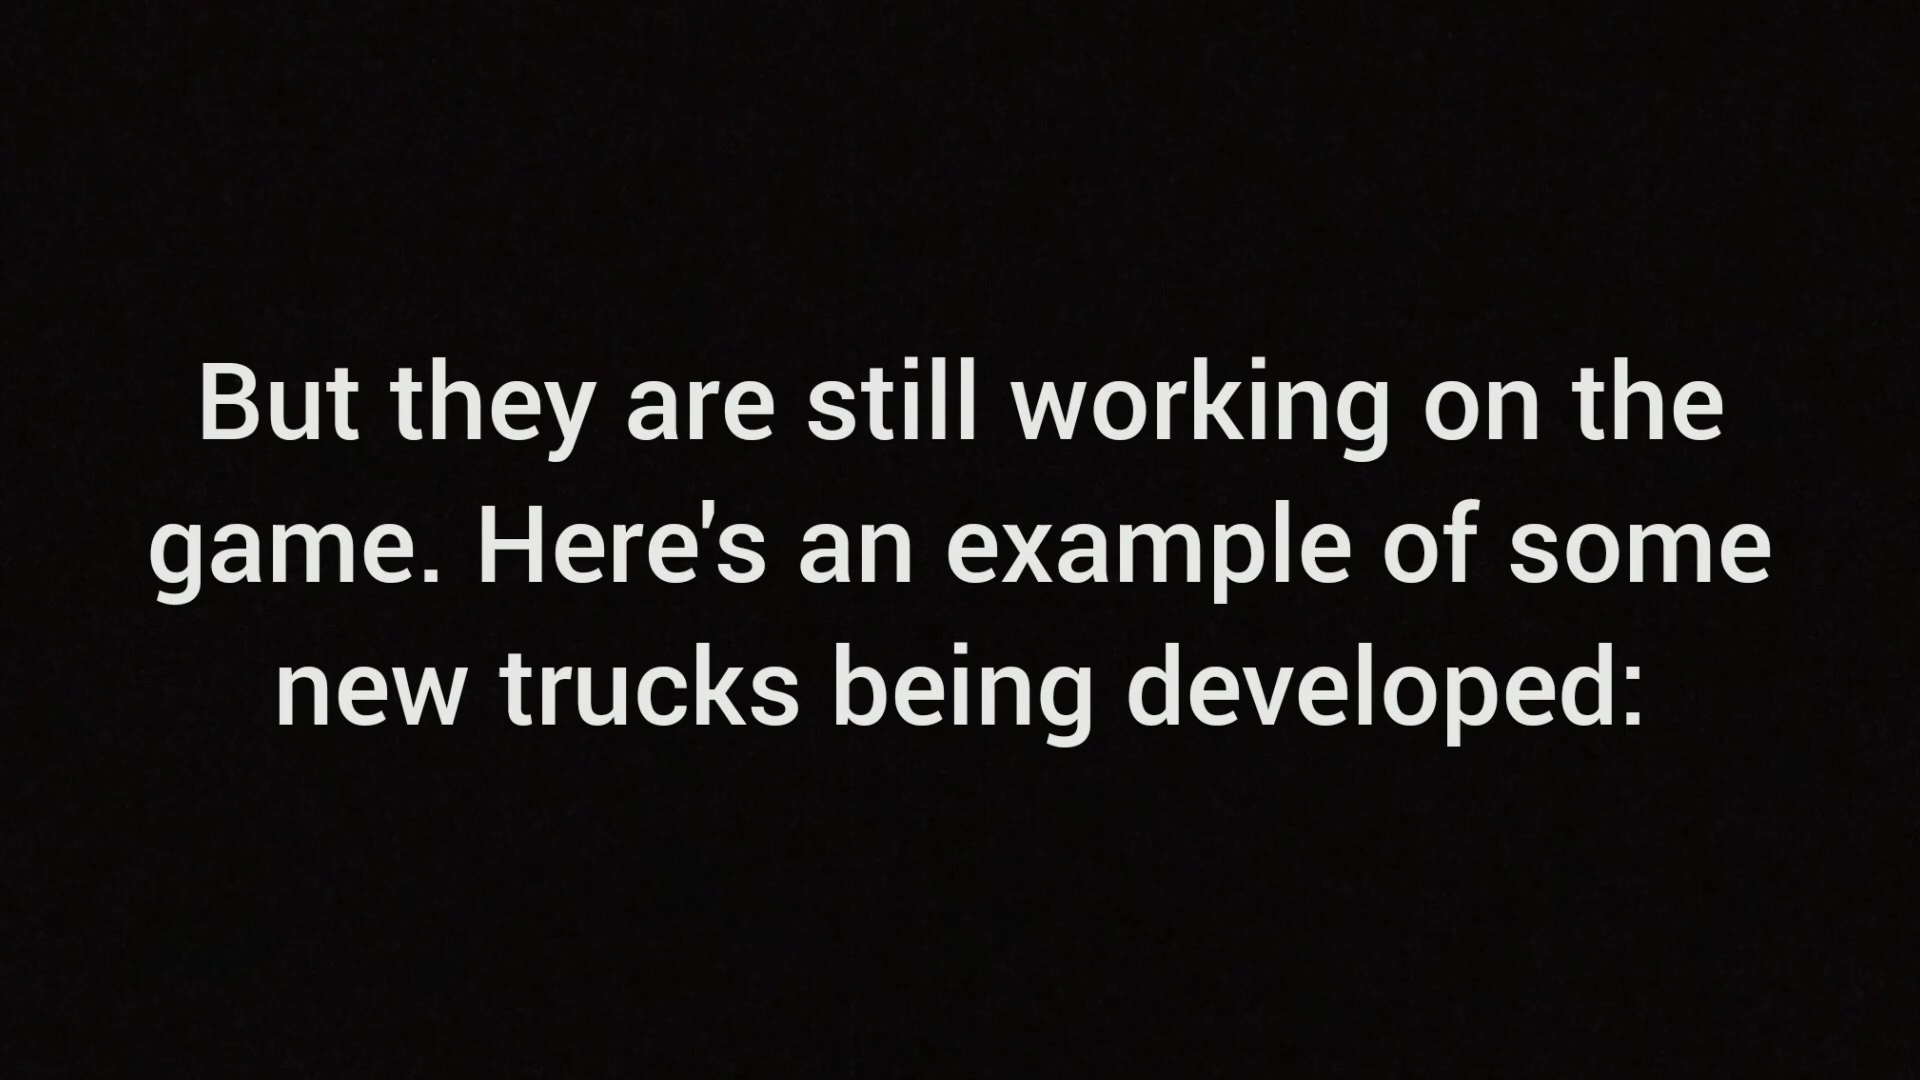 But they are still working on the
game. Here's an example of some
new trucks being developed: